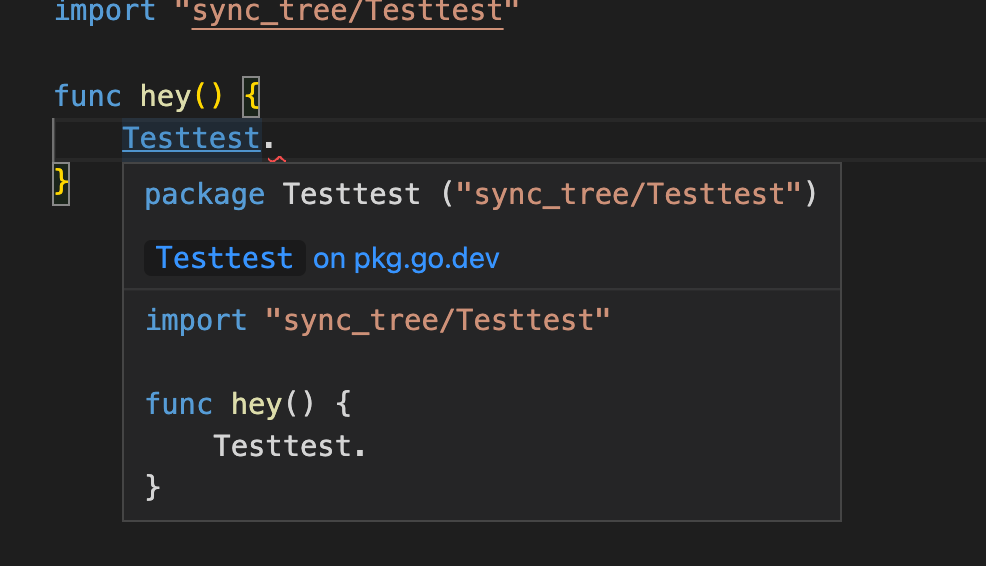 import "sync_tree/Testtest"
func hey() {
Testtest.
}
package Testtest ("sync_tree/Testtest")
Testtest on pkg.go.dev
import "sync_tree/Testtest"
func hey() {
Testtest.
}